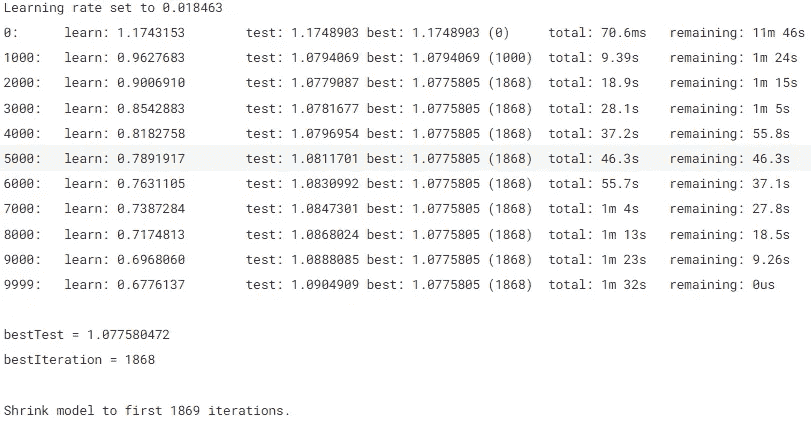 Learning rate set to 0.018463
0: learn: 1.1743153 test: 1.1748903 best: 1.1748903 (0) total: 70.6ms remaining: 11m 46s
1000: learn: 0.9627683 test: 1.0794069 best: 1.0794069 (1000) total: 9.39s remaining: 1m 24s
2000: learn: 0.9006910 test: 1.0779087 best: 1.0775805 (1868) total: 18.9s remaining: 1m 15s
3000: learn: 0.8542883 test: 1.0781677 best: 1.0775805 (1868) total: 28.1s remaining: 1m 5s
4000: learn: 0.8182758 test: 1.0796954 best: 1.0775805 (1868) total: 37.2s remaining: 55.8s
5000: learn: 0.7891917 test: 1.0811701 best: 1.0775805 (1868) total: 46.3s remaining: 46.3s
6000: learn: 0.7631105 test: 1.0830992 best: 1.0775805 (1868) total: 55.7s remaining: 37.1s
7000: learn: 0.7387284 test: 1.0847301 best: 1.0775805 (1868) total: 1m 4s remaining: 27.8s
8000: learn: 0.7174813 test: 1.0868024 best: 1.0775805 (1868) total: 1m 13s remaining: 18.5s
9000: learn: 0.6968060 test: 1.0888085 best: 1.0775805 (1868) total: 1m 23s remaining: 9.26s
9999: learn: 0.6776137 test: 1.0904909 best: 1.0775805 (1868) total: 1m 32s remaining: 0us
bestTest = 1.077580472
bestIteration = 1868
Shrink model to first 1869 iterations.